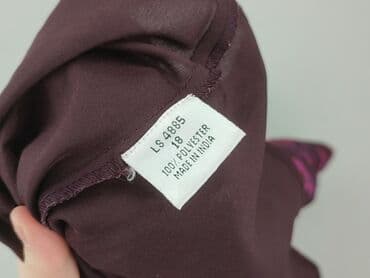 LS 4885
18
100% POLYESTER
MADE IN INDIA